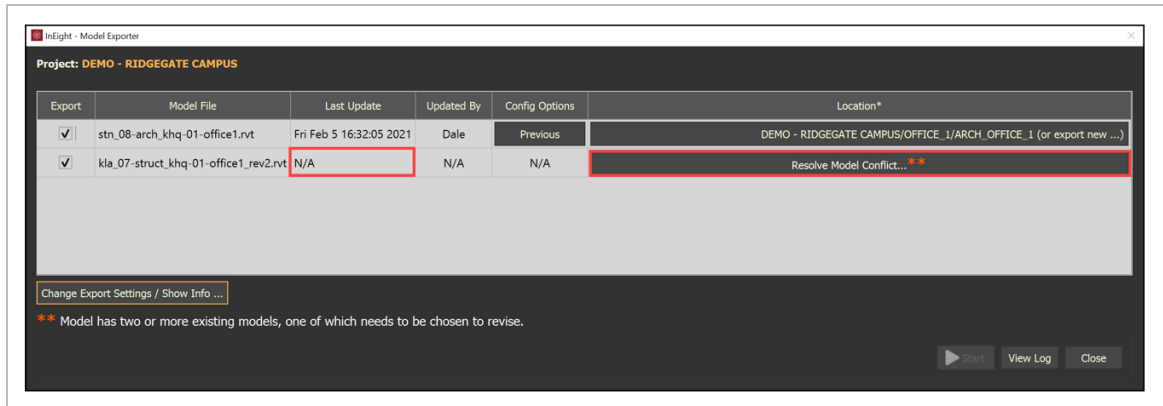 InEight - Model Exporter
Project: DEMO - RIDGEGATE CAMPUS
Export Model File Last Update Updated By Config Options Location*
stn_08-arch_khq-01-office1.rvt Fri Feb 5 16:32:05 2021 Dale Previous DEMO - RIDGEGATE CAMPUS/OFFICE_1/ARCH_OFFICE_1 (or export new ...)
kla_07-struct_khq-01-office1_rev2.rvt N/A N/A N/A Resolve Model Conflict...**
Change Export Settings / Show Info ...
** Model has two or more existing models, one of which needs to be chosen to revise.
Start View Log Close